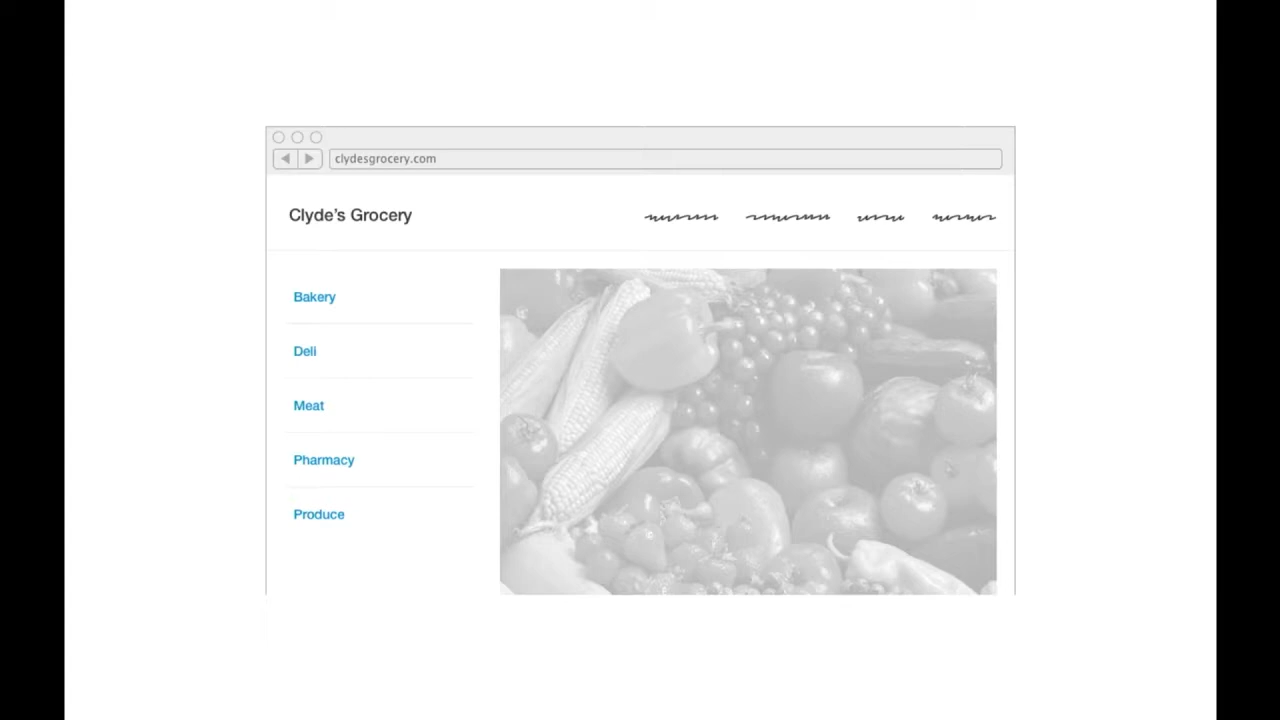 clydesgrocery.com
Clyde's Grocery
Bakery
Deli
Meat
Pharmacy
Produce